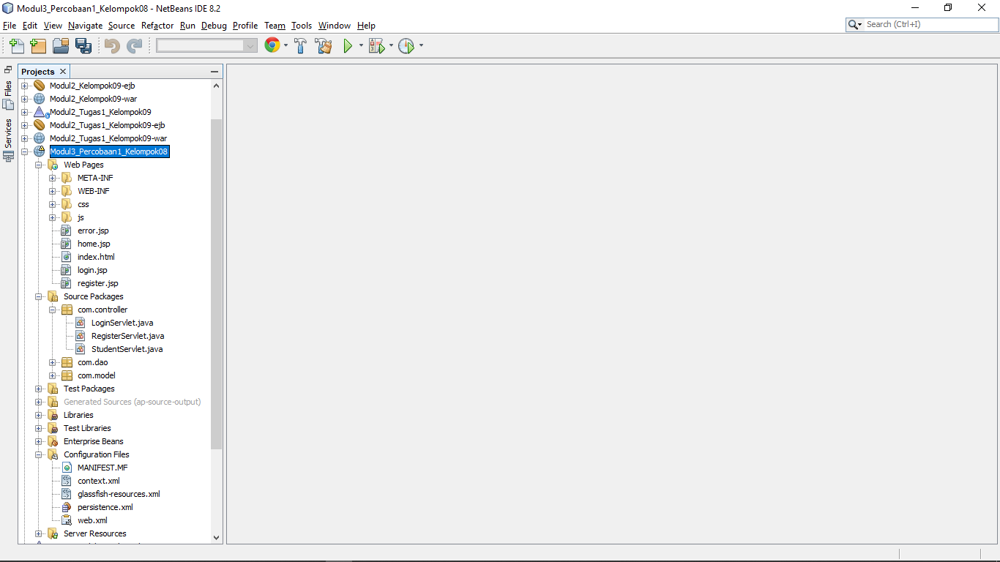 Modul3_Percobaan1_Kelompok08 - NetBeans IDE 8.2
File Edit View Navigate Source Refactor Run Debug Profile Team Tools Window Help
Search (Ctrl+I)
Projects
Files
Services
Modul2_Kelompok09-ejb
Modul2_Kelompok09-war
Modul2_Tugas1_Kelompok09
Modul2_Tugas1_Kelompok09-ejb
Modul2_Tugas1_Kelompok09-war
Modul3_Percobaan1_Kelompok08
Web Pages
META-INF
WEB-INF
css
js
error.jsp
home.jsp
index.html
login.jsp
register.jsp
Source Packages
com.controller
LoginServlet.java
RegisterServlet.java
StudentServlet.java
com.dao
com.model
Test Packages
Generated Sources (ap-source-output)
Libraries
Test Libraries
Enterprise Beans
Configuration Files
MANIFEST.MF
context.xml
glassfish-resources.xml
persistence.xml
web.xml
Server Resources